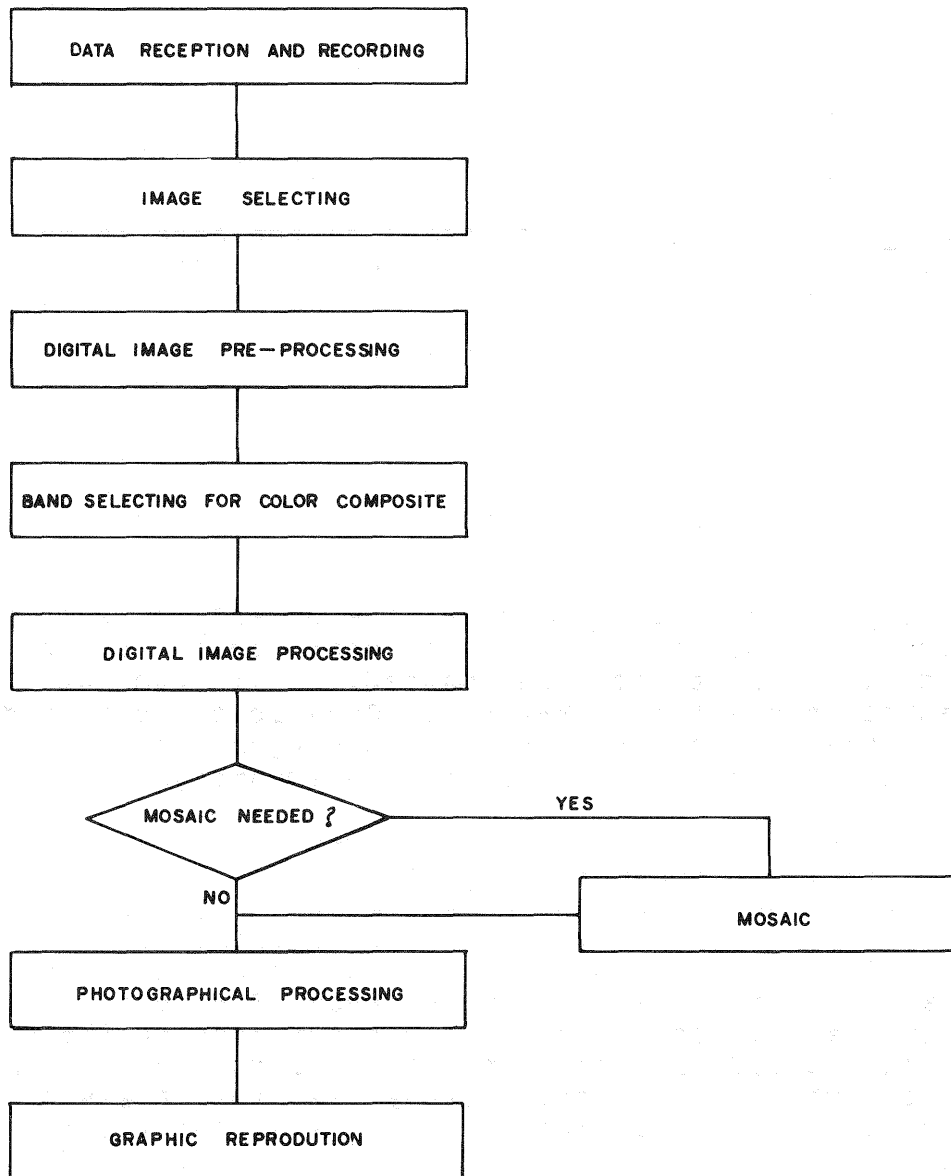 DATA RECEPTION AND RECORDING
IMAGE SELECTING
DIGITAL IMAGE PRE-PROCESSING
BAND SELECTING FOR COLOR COMPOSITE
DIGITAL IMAGE PROCESSING
MOSAIC NEEDED ?
YES
NO
MOSAIC
PHOTOGRAPHICAL PROCESSING
GRAPHIC REPRODUTION